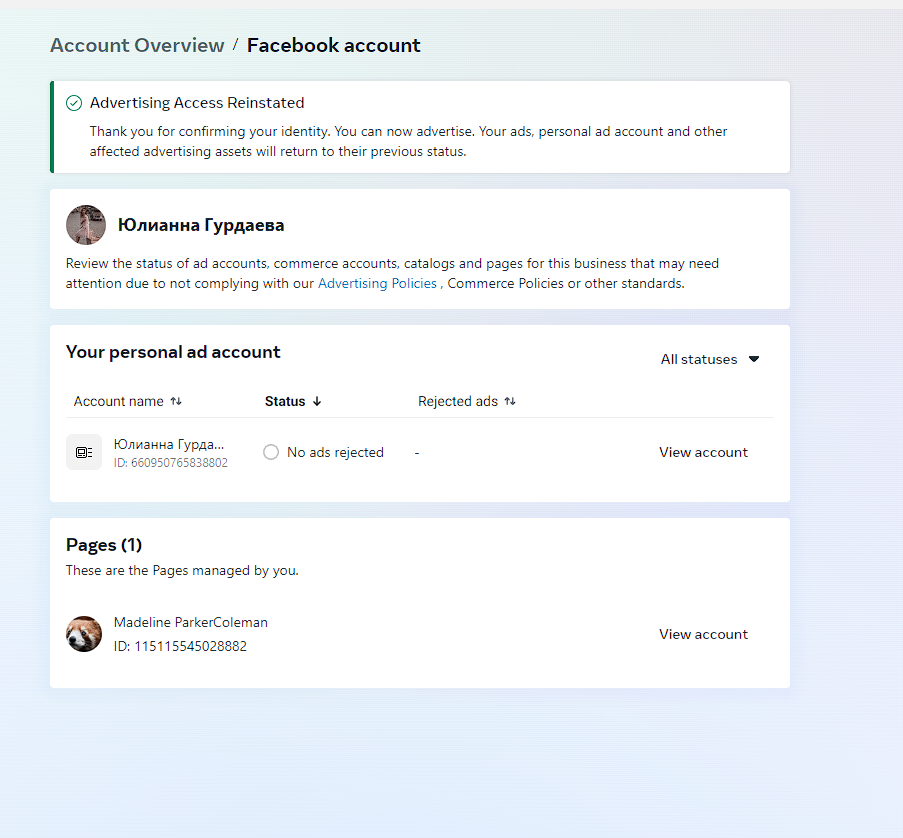 Account Overview / Facebook account
Advertising Access Reinstated
Thank you for confirming your identity. You can now advertise. Your ads, personal ad account and other
affected advertising assets will return to their previous status.
Юлианна Гурдаева
Review the status of ad accounts, commerce accounts, catalogs and pages for this business that may need
attention due to not complying with our Advertising Policies , Commerce Policies or other standards.
Your personal ad account
All statuses
Account name Status Rejected ads
Юлианна Гурда...
ID: 660950765838802
No ads rejected - View account
Pages (1)
These are the Pages managed by you.
Madeline ParkerColeman
ID: 115115545028882
View account